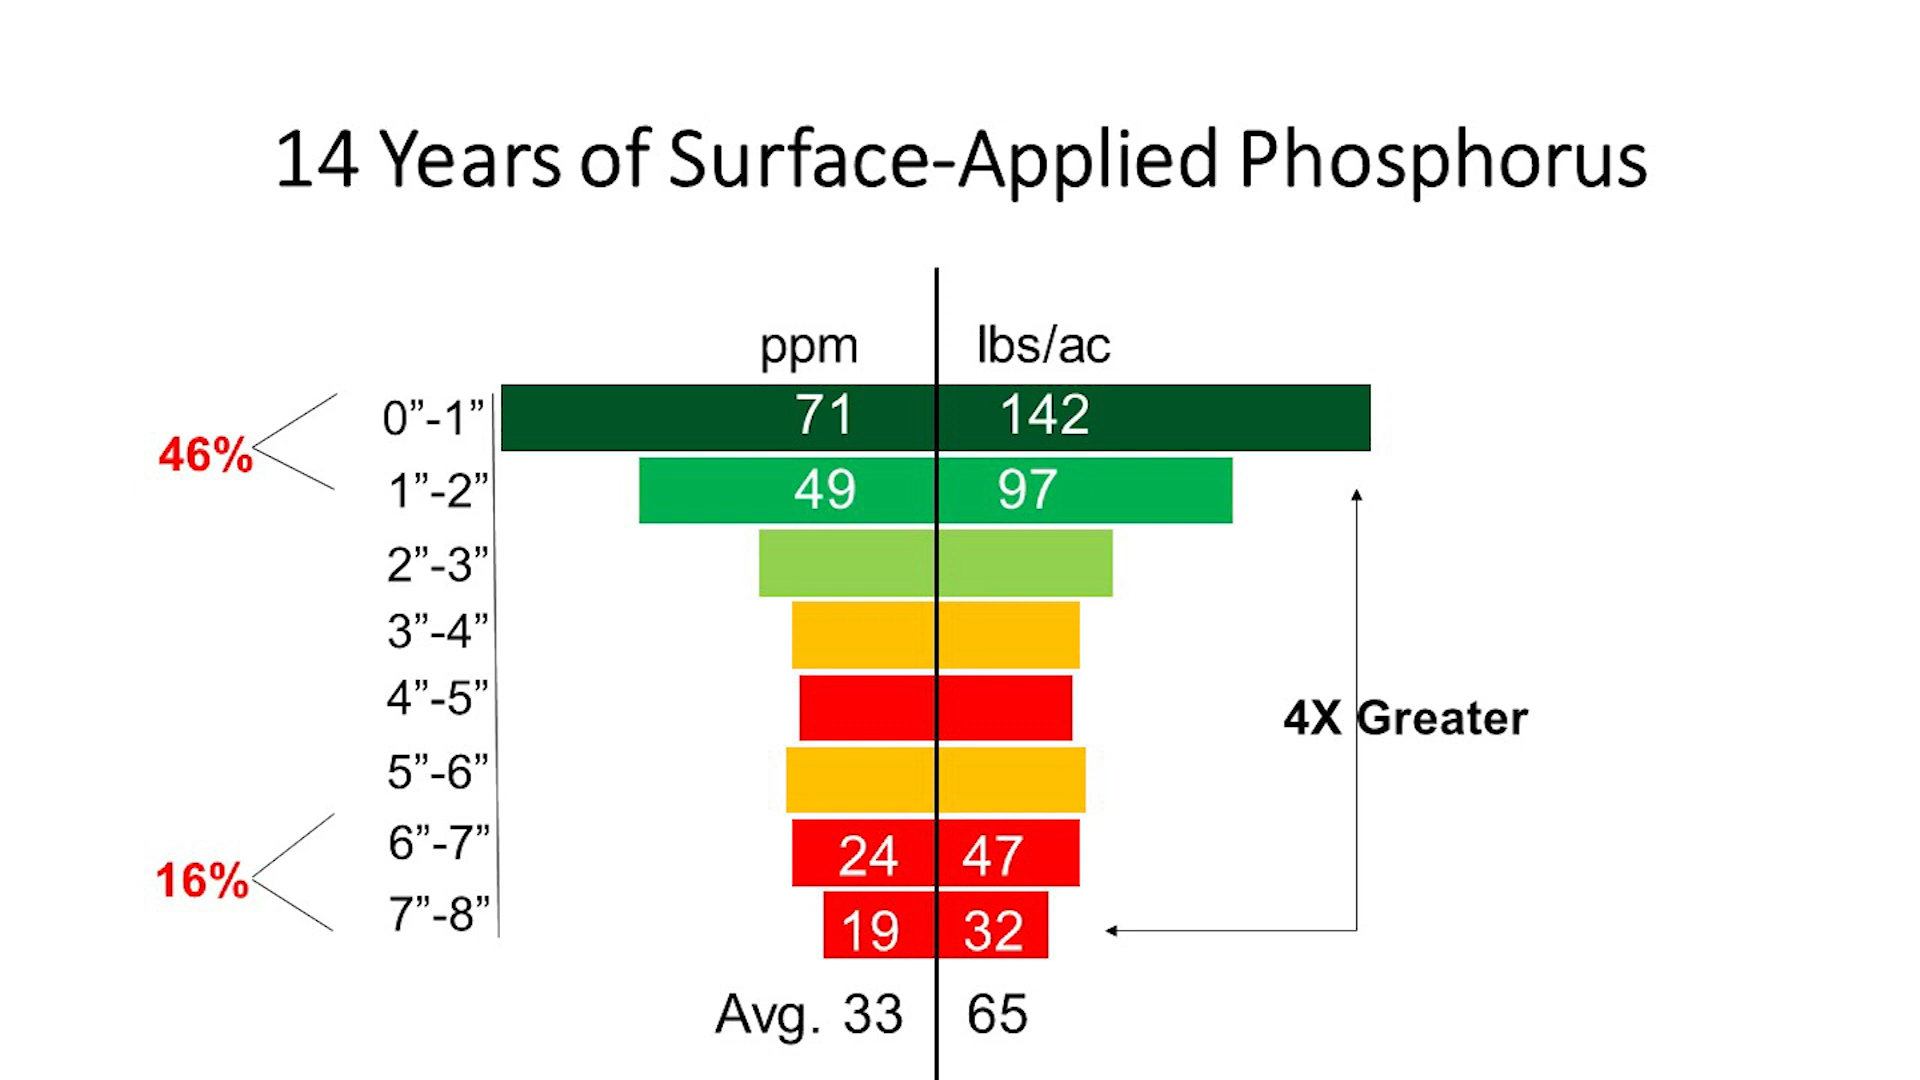 14 Years of Surface-Applied Phosphorus
ppm lbs/ac
0”-1” 71 142
46%
1”-2” 49 97
2”-3”
3”-4”
4”-5”
4X Greater
5”-6”
6”-7” 24 47
16%
7”-8” 19 32
Avg. 33 65